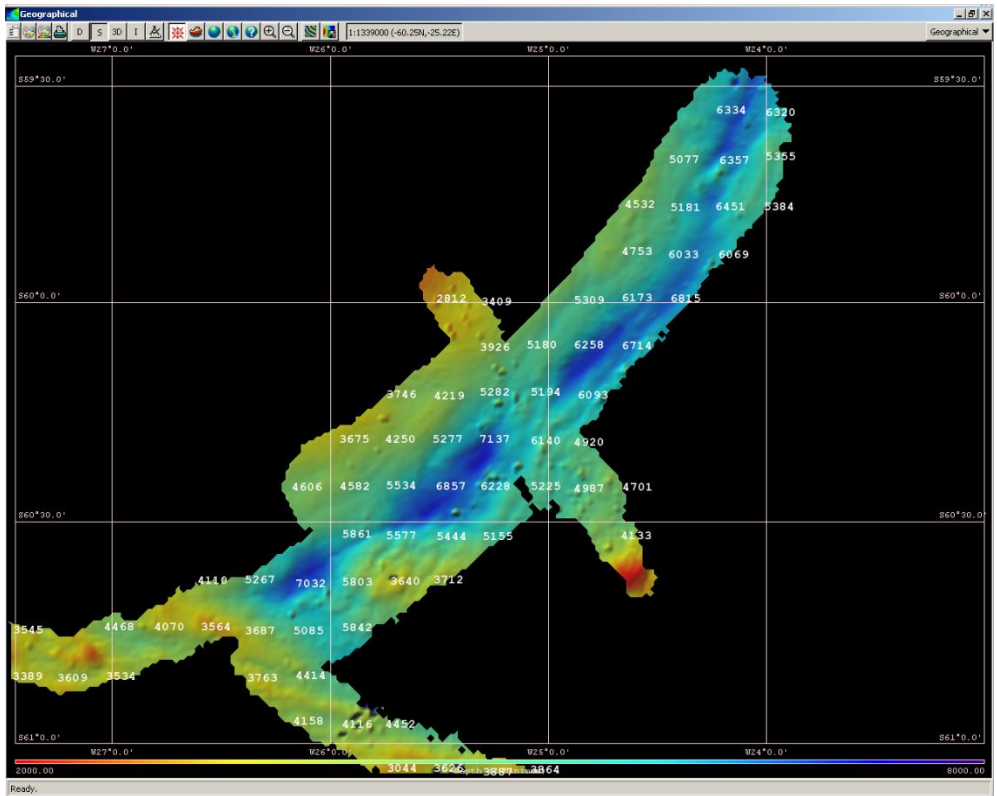 Geographical
D S 3D I A 1:1339000 (-60.25N,-25.22E) Geographical
W27°0.0' W26°0.0' W25°0.0' W24°0.0'
S59°30.0' S59°30.0'
6334 6320
5077 6357 5355
4532 5181 6451 5384
4753 6033 6069
S60°0.0' 2812 3409 5309 6173 6815 S60°0.0'
3926 5180 6258 6714
3746 4219 5282 5194 6093
3675 4250 5277 7137 6140 4920
4606 4582 5534 6857 6228 5225 4987 4701
S60°30.0' S60°30.0'
5861 5577 5444 5155 4133
4110 5267 7032 5803 3640 3712
3545 4468 4070 3564 3687 5085 5842
3389 3609 3534 3763 4414
4158 4116 4452
S61°0.0' S61°0.0'
W27°0.0' W26°0.0' W25°0.0' W24°0.0'
3044 3626 3887 3864
2000.00 8000.00
Ready.